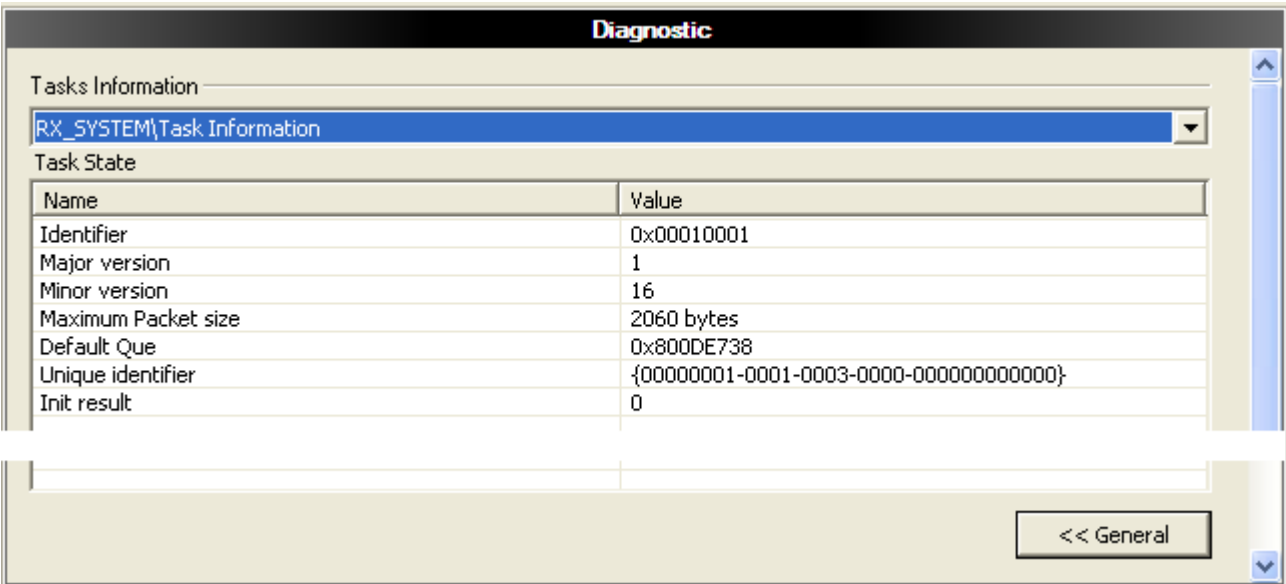 Diagnostic
Tasks Information
RX_SYSTEM\Task Information
Task State
Name Value
Identifier 0x00010001
Major version 1
Minor version 16
Maximum Packet size 2060 bytes
Default Que 0x800DE738
Unique identifier {00000001-0001-0003-0000-000000000000}
Init result 0
<< General